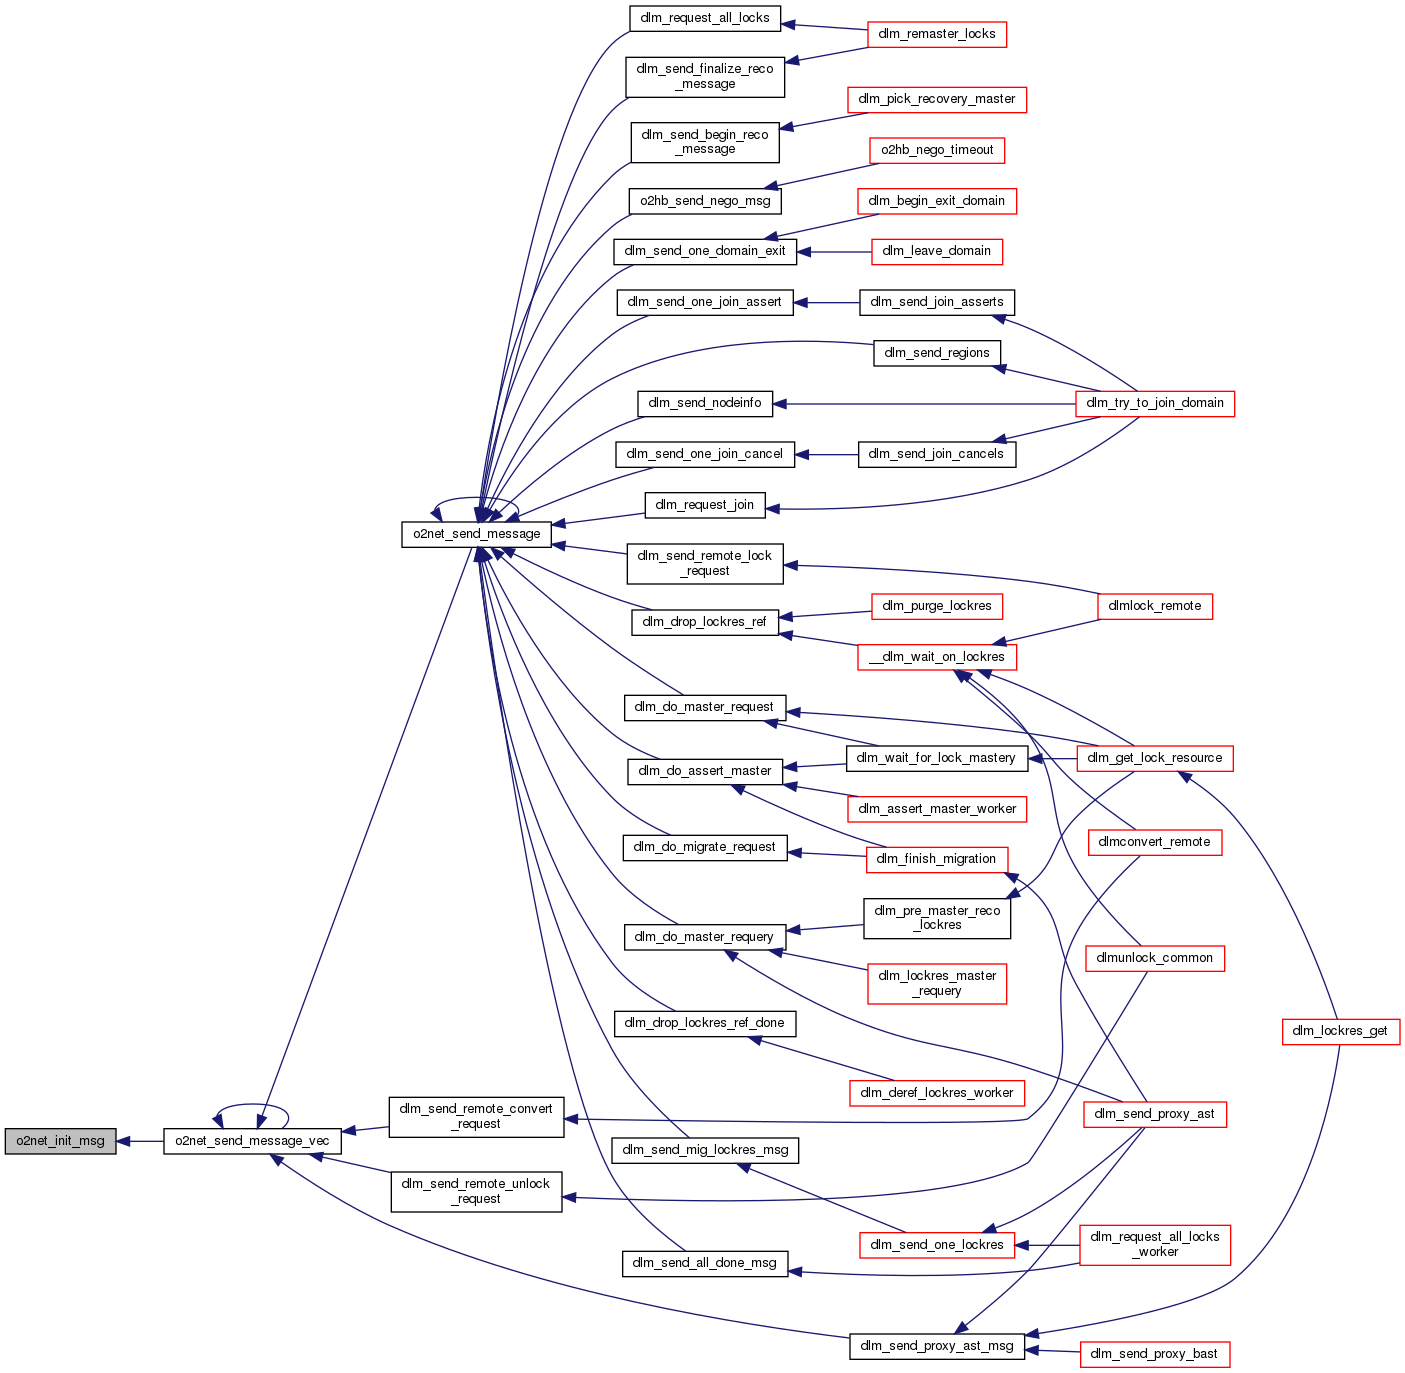 dlm_request_all_locks
dlm_remaster_locks
dlm_send_finalize_reco
_message
dlm_pick_recovery_master
dlm_send_begin_reco
_message
o2hb_nego_timeout
o2hb_send_nego_msg
dlm_begin_exit_domain
dlm_send_one_domain_exit
dlm_leave_domain
dlm_send_one_join_assert
dlm_send_join_asserts
dlm_send_regions
dlm_send_nodeinfo
dlm_try_to_join_domain
dlm_send_one_join_cancel
dlm_send_join_cancels
dlm_request_join
o2net_send_message
dlm_send_remote_lock
_request
dlm_purge_lockres
dlmlock_remote
dlm_drop_lockres_ref
__dlm_wait_on_lockres
dlm_do_master_request
dlm_wait_for_lock_mastery
dlm_get_lock_resource
dlm_do_assert_master
dlm_assert_master_worker
dlmconvert_remote
dlm_do_migrate_request
dlm_finish_migration
dlm_pre_master_reco
_lockres
dlm_do_master_requery
dlmunlock_common
dlm_lockres_master
_requery
dlm_drop_lockres_ref_done
dlm_lockres_get
dlm_deref_lockres_worker
dlm_send_remote_convert
_request
dlm_send_proxy_ast
o2net_init_msg
o2net_send_message_vec
dlm_send_mig_lockres_msg
dlm_send_remote_unlock
_request
dlm_send_one_lockres
dlm_request_all_locks
_worker
dlm_send_all_done_msg
dlm_send_proxy_ast_msg
dlm_send_proxy_bast